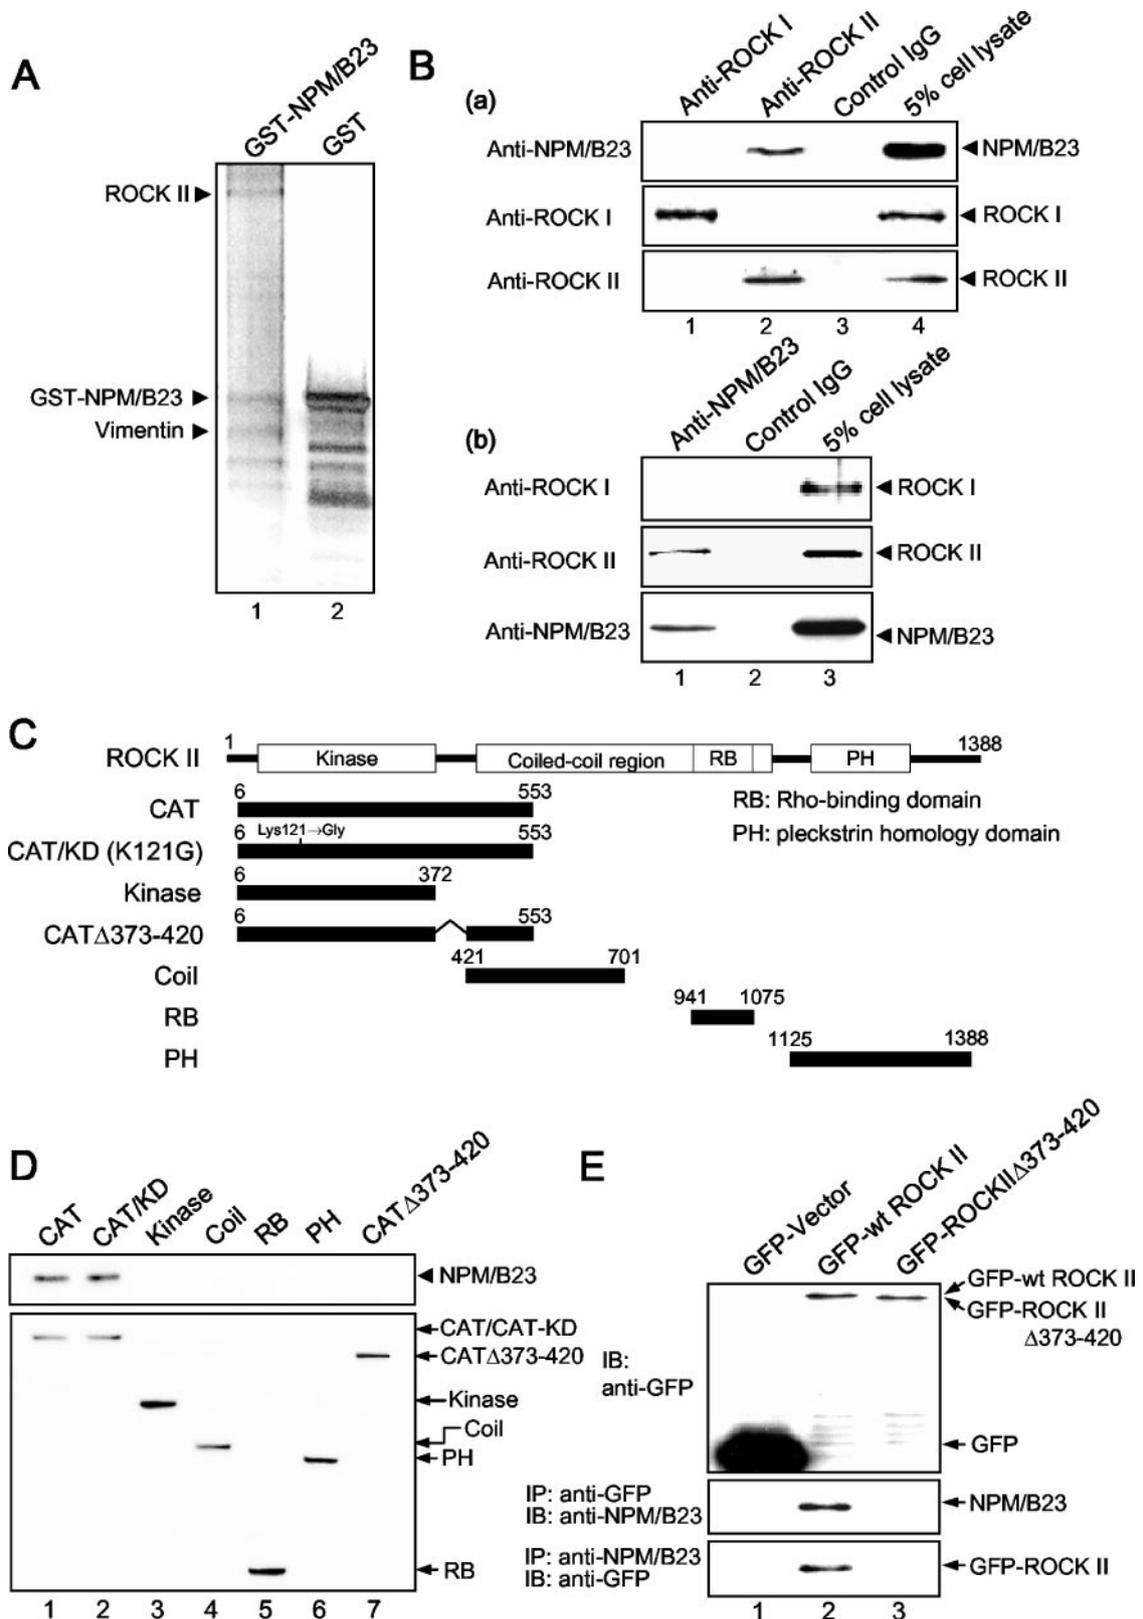 A
GST-NPM/B23
GST
ROCK II
GST-NPM/B23
Vimentin
1 2
B
(a)
Anti-ROCK I
Anti-ROCK II
Control IgG
5% cell lysate
Anti-NPM/B23
NPM/B23
Anti-ROCK I
ROCK I
Anti-ROCK II
ROCK II
1 2 3 4
(b)
Anti-NPM/B23
Control IgG
5% cell lysate
Anti-ROCK I
ROCK I
Anti-ROCK II
ROCK II
Anti-NPM/B23
NPM/B23
1 2 3
C
1 1388
ROCK II Kinase Coiled-coil region RB PH
6 553
CAT
RB: Rho-binding domain
PH: pleckstrin homology domain
6 Lys121→Gly 553
CAT/KD (K121G)
6 372
Kinase
6 553
CATΔ373-420
421 701
Coil
941 1075
RB
1125 1388
PH
D
CAT
CAT/KD
Kinase
Coil
RB
PH
CATΔ373-420
NPM/B23
CAT/CAT-KD
CATΔ373-420
Kinase
Coil
PH
RB
1 2 3 4 5 6 7
E
GFP-Vector
GFP-wt ROCK II
GFP-ROCKIIΔ373-420
GFP-wt ROCK II
GFP-ROCK II
Δ373-420
IB:
anti-GFP
GFP
IP: anti-GFP
IB: anti-NPM/B23
NPM/B23
IP: anti-NPM/B23
IB: anti-GFP
GFP-ROCK II
1 2 3